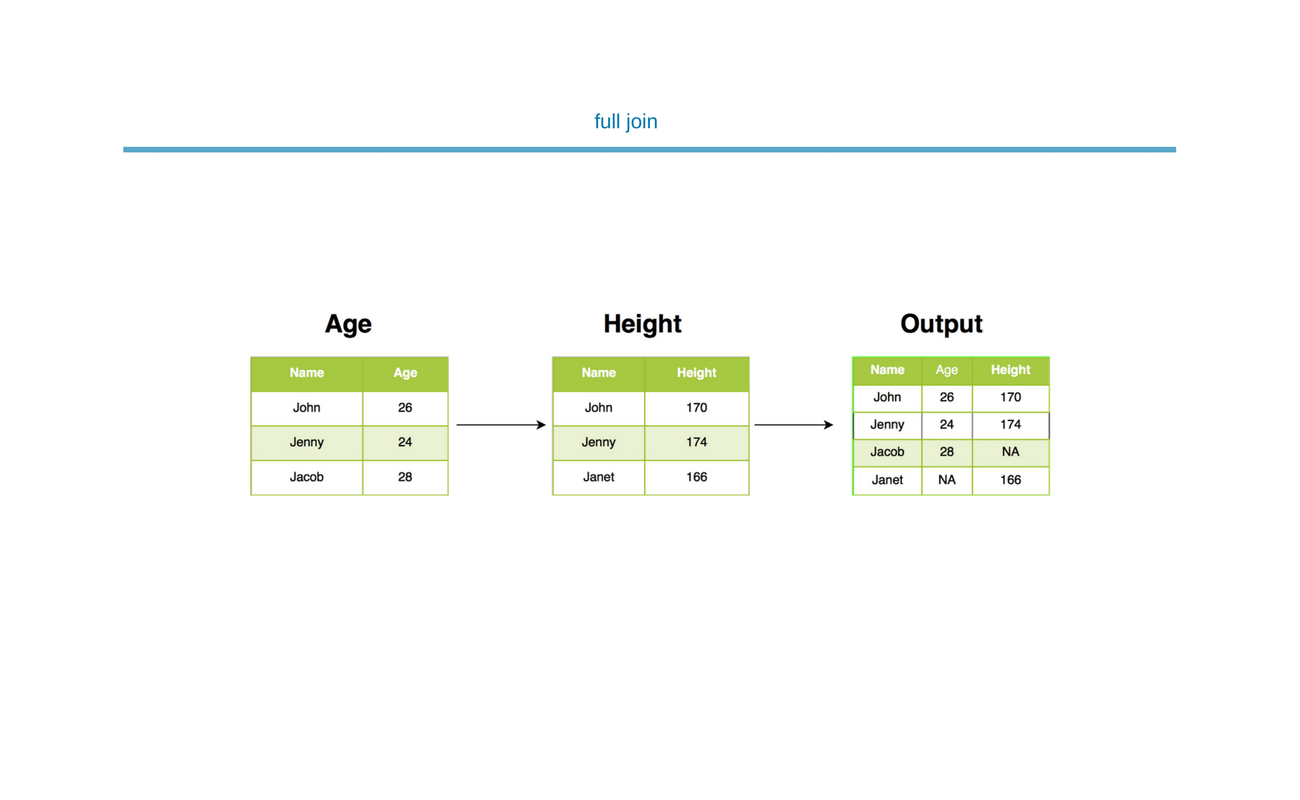 full join
Age Height Output
Name Age Name Height Name Age Height
John 26 John 170 John 26 170
Jenny 24 Jenny 174 Jenny 24 174
Jacob 28 Janet 166 Jacob 28 NA
Janet NA 166